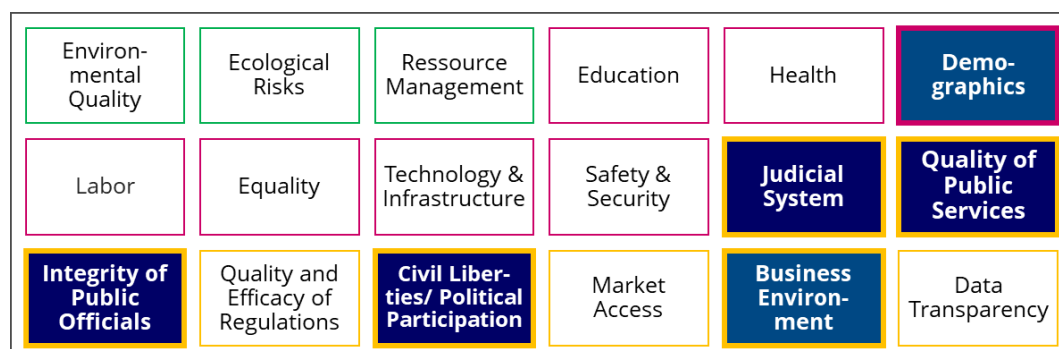 Environ-
mental
Quality
Ecological
Risks
Ressource
Management
Education
Health
Demo-
graphics
Labor
Equality
Technology &
Infrastructure
Safety &
Security
Judicial
System
Quality of
Public
Services
Integrity of
Public
Officials
Quality and
Efficacy of
Regulations
Civil Liber-
ties/ Political
Participation
Market
Access
Business
Environ-
ment
Data
Transparency